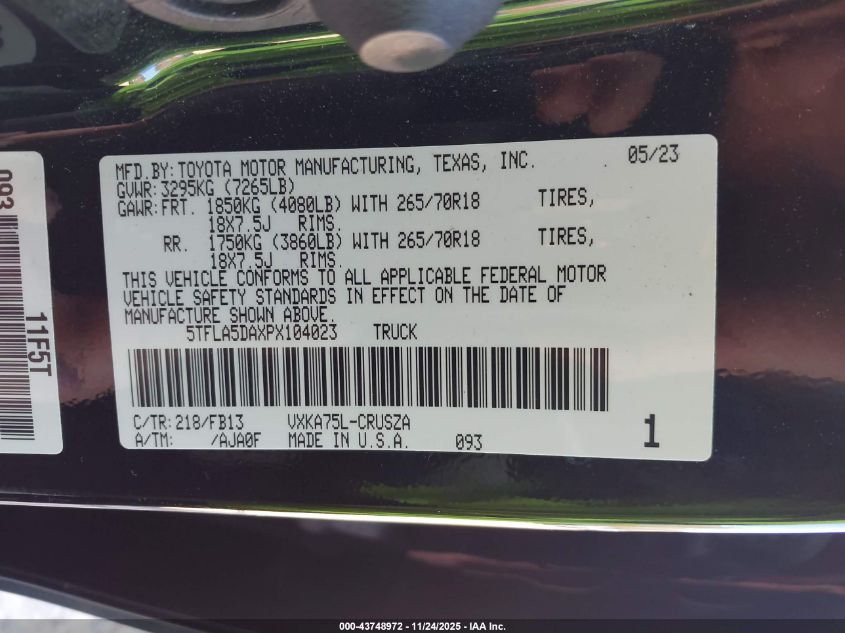 MFD.BY:TOYOTA MOTOR MANUFACTURING, TEXAS, INC. 05/23
GVWR:3295KG (7265LB)
GAWR:FRT. 1850KG (4080LB) WITH 265/70R18 TIRES,
18X7.5J RIMS.
RR. 1750KG (3860LB) WITH 265/70R18 TIRES,
18X7.5J RIMS.
THIS VEHICLE CONFORMS TO ALL APPLICABLE FEDERAL MOTOR
VEHICLE SAFETY STANDARDS IN EFFECT ON THE DATE OF
MANUFACTURE SHOWN ABOVE.
5TFLA5DAXPX104023 TRUCK
C/TR:218/FB13 VXKA75L-CRUSZA
A/TM: /AJA0F MADE IN U.S.A. 093 1
093
11F5T
000-43748972 - 11/24/2025 - IAA Inc.